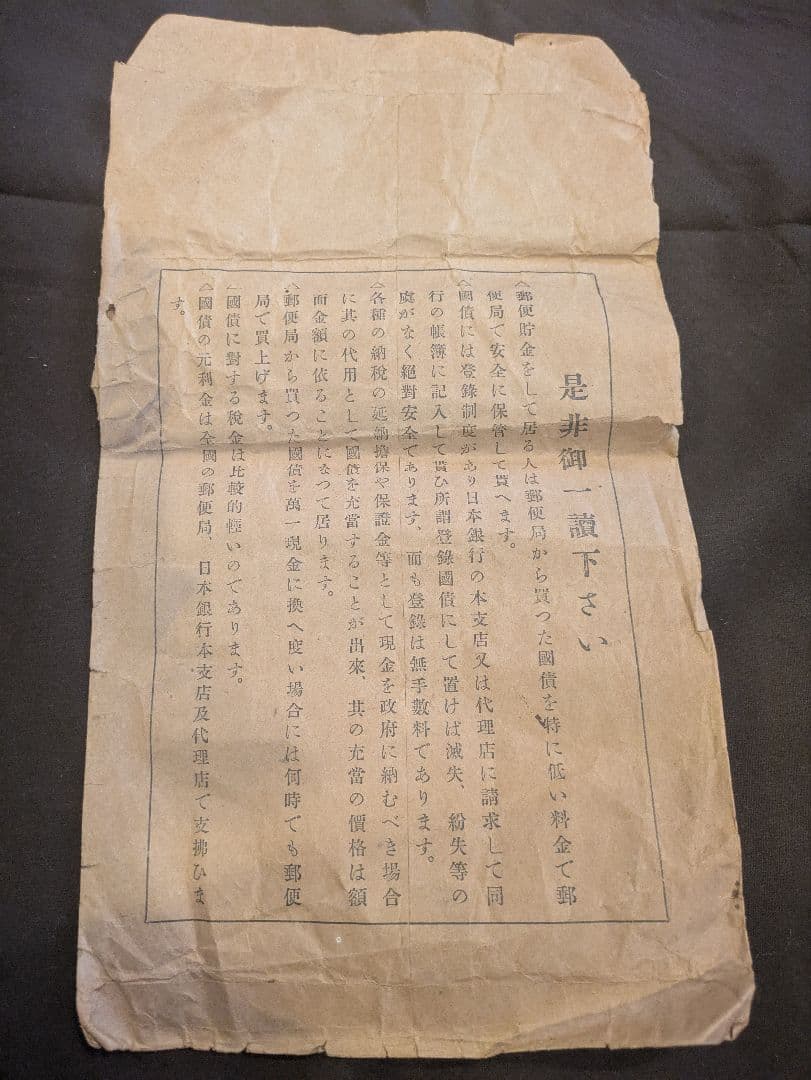 是非御一讀下さい
郵便貯金をして居る人は郵便局から買つた國債を特に低い料金で郵
便局で安全に保管して貰へます。
國債には登錄制度があり日本銀行の本支店又は代理店に請求して同
行の帳簿に記入して貰ひ所謂登錄國債にして置けば滅失、紛失等の
虞がなく絕對安全であります、而も登錄は無手數料であります。
各種の納稅の延納擔保や保證金等として現金を政府に納むべき場合
に其の代用として國債を充當することが出來、其の充當の價格は額
面金額に依ることになつて居ります。
郵便局から買つた國債を萬一現金に換へ度い場合には何時でも郵便
局で買上げます。
國債に對する稅金は比較的輕いのであります。
國債の元利金は全國の郵便局、日本銀行本支店及代理店で支拂ひま
す。